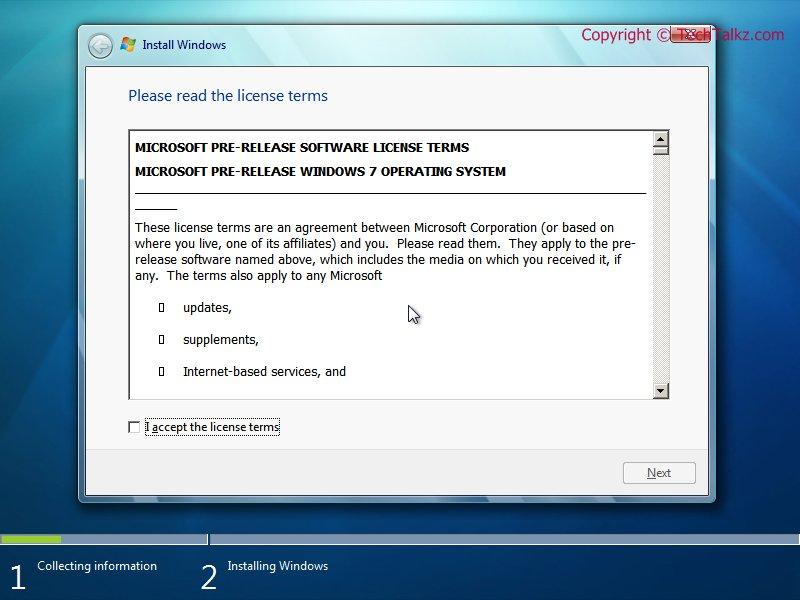 Copyright © TechTalkz.com
Install Windows
Please read the license terms
MICROSOFT PRE-RELEASE SOFTWARE LICENSE TERMS
MICROSOFT PRE-RELEASE WINDOWS 7 OPERATING SYSTEM
These license terms are an agreement between Microsoft Corporation (or based on
where you live, one of its affiliates) and you.  Please read them.  They apply to the pre-
release software named above, which includes the media on which you received it, if
any.  The terms also apply to any Microsoft
updates,
supplements,
Internet-based services, and
I accept the license terms
Next
1 Collecting information
2 Installing Windows